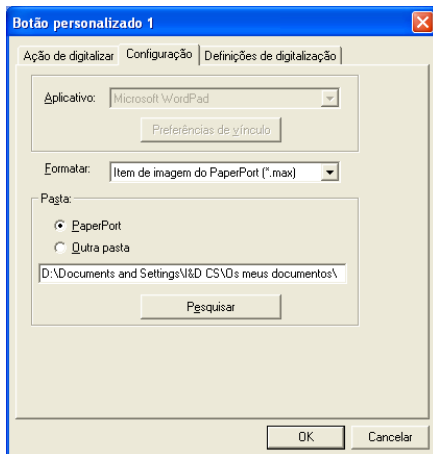 Botão personalizado 1
Ação de digitalizar Configuração Definições de digitalização
Aplicativo: Microsoft WordPad
Preferências de vínculo
Formatar: Item de imagem do PaperPort (*.max)
Pasta:
PaperPort
Outra pasta
D:\Documents and Settings\I&D CS\Os meus documentos\
Pesquisar
OK Cancelar